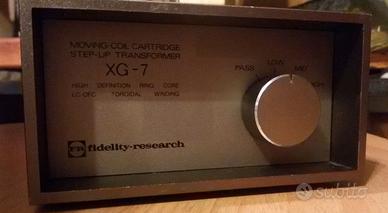 MOVING-COIL CARTRIDGE
STEP-UP TRANSFORMER
XG-7
HIGH DEFINITION RING CORE
LC-OFC TOROIDAL WINDING
PASS LOW MID HIGH
FR fidelity-research
subito